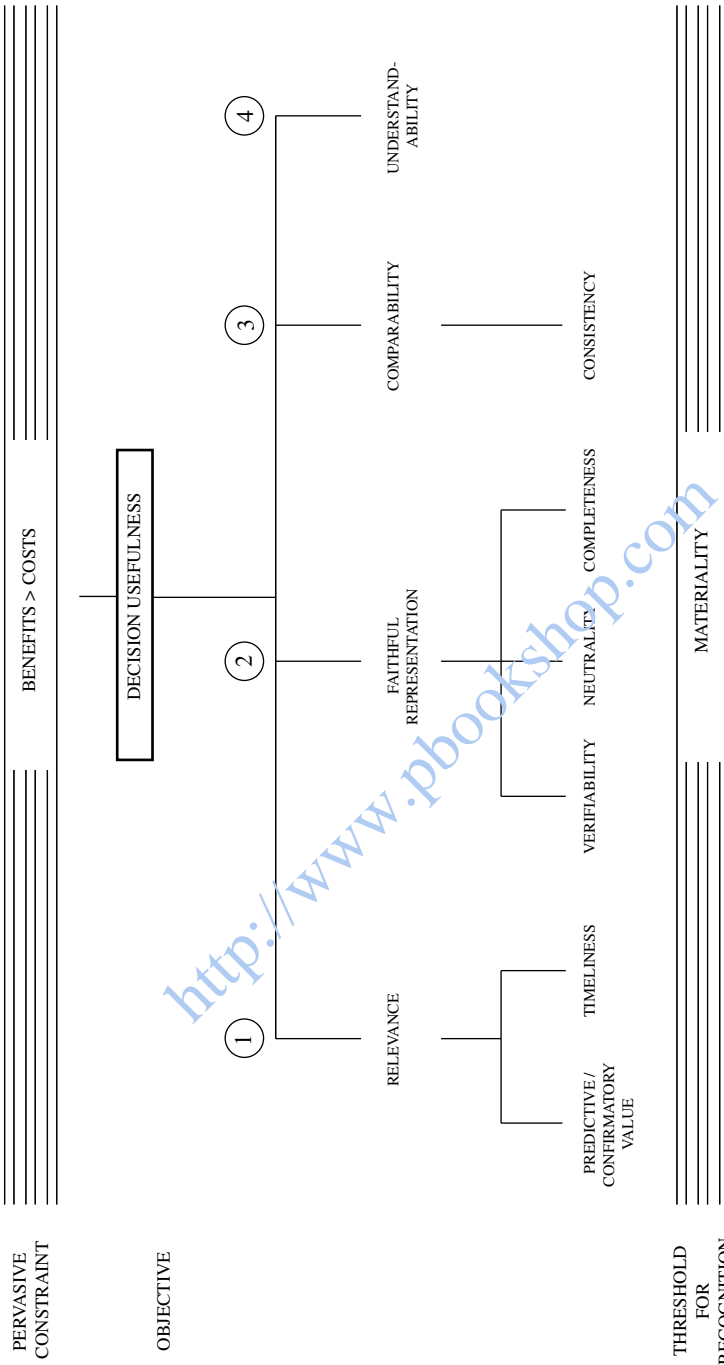 PERVASIVE
CONSTRAINT
BENEFITS > COSTS
OBJECTIVE
DECISION USEFULNESS
1
2
3
4
RELEVANCE
FAITHFUL
REPRESENTATION
COMPARABILITY
UNDERSTAND-
ABILITY
PREDICTIVE /
CONFIRMATORY
VALUE
TIMELINESS
VERIFIABILITY
NEUTRALITY
COMPLETENESS
CONSISTENCY
THRESHOLD
FOR
RECOGNITION
MATERIALITY
http://www.pbookshop.com